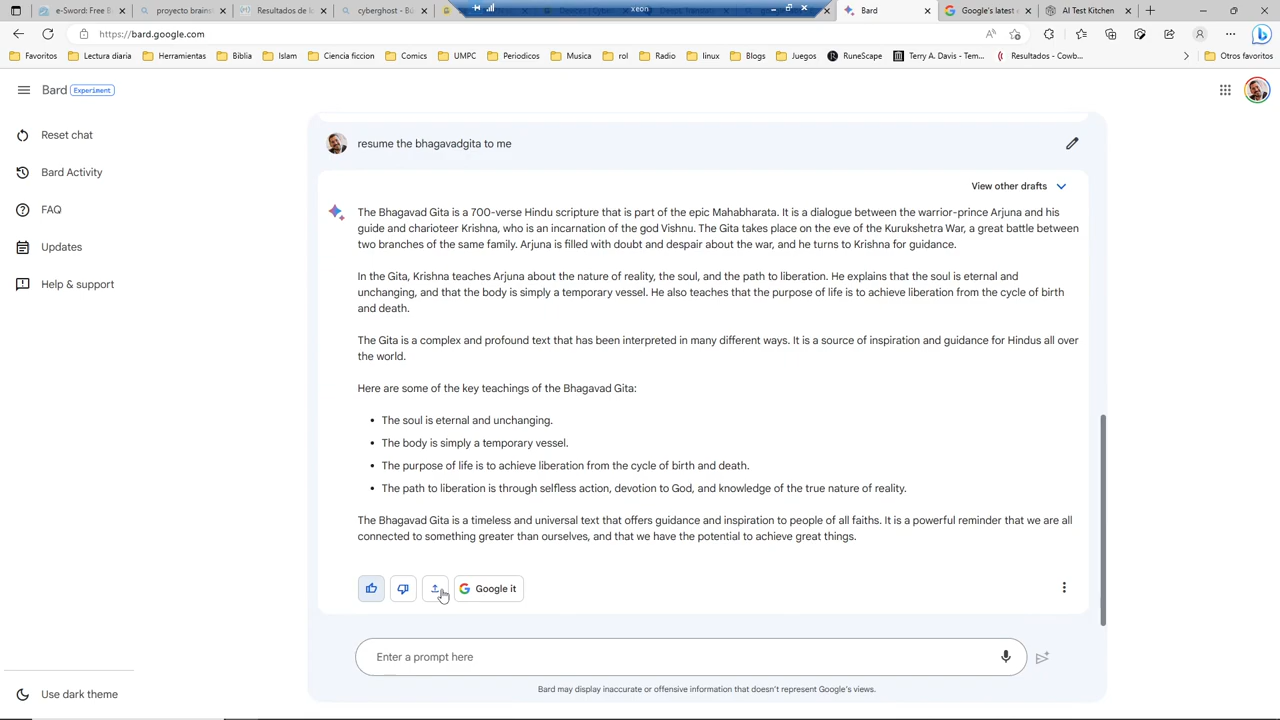 e-Sword: Free B
proyecto brains
Resultados de lo
cyberghost - Bú
xeon
Bard
Google's latest
AI Test Kitchen
https://bard.google.com
Favoritos
Lectura diaria
Herramientas
Biblia
Islam
Ciencia ficcion
Comics
UMPC
Periodicos
Musica
rol
Radio
linux
Blogs
Juegos
RuneScape
Terry A. Davis - Tem...
Resultados - Cowb...
Otros favoritos
Bard Experiment
Reset chat
Bard Activity
FAQ
Updates
Help & support
Use dark theme
resume the bhagavadgita to me
View other drafts
The Bhagavad Gita is a 700-verse Hindu scripture that is part of the epic Mahabharata. It is a dialogue between the warrior-prince Arjuna and his
guide and charioteer Krishna, who is an incarnation of the god Vishnu. The Gita takes place on the eve of the Kurukshetra War, a great battle between
two branches of the same family. Arjuna is filled with doubt and despair about the war, and he turns to Krishna for guidance.
In the Gita, Krishna teaches Arjuna about the nature of reality, the soul, and the path to liberation. He explains that the soul is eternal and
unchanging, and that the body is simply a temporary vessel. He also teaches that the purpose of life is to achieve liberation from the cycle of birth
and death.
The Gita is a complex and profound text that has been interpreted in many different ways. It is a source of inspiration and guidance for Hindus all over
the world.
Here are some of the key teachings of the Bhagavad Gita:
• The soul is eternal and unchanging.
• The body is simply a temporary vessel.
• The purpose of life is to achieve liberation from the cycle of birth and death.
• The path to liberation is through selfless action, devotion to God, and knowledge of the true nature of reality.
The Bhagavad Gita is a timeless and universal text that offers guidance and inspiration to people of all faiths. It is a powerful reminder that we are all
connected to something greater than ourselves, and that we have the potential to achieve great things.
Google it
Enter a prompt here
Bard may display inaccurate or offensive information that doesn't represent Google's views.